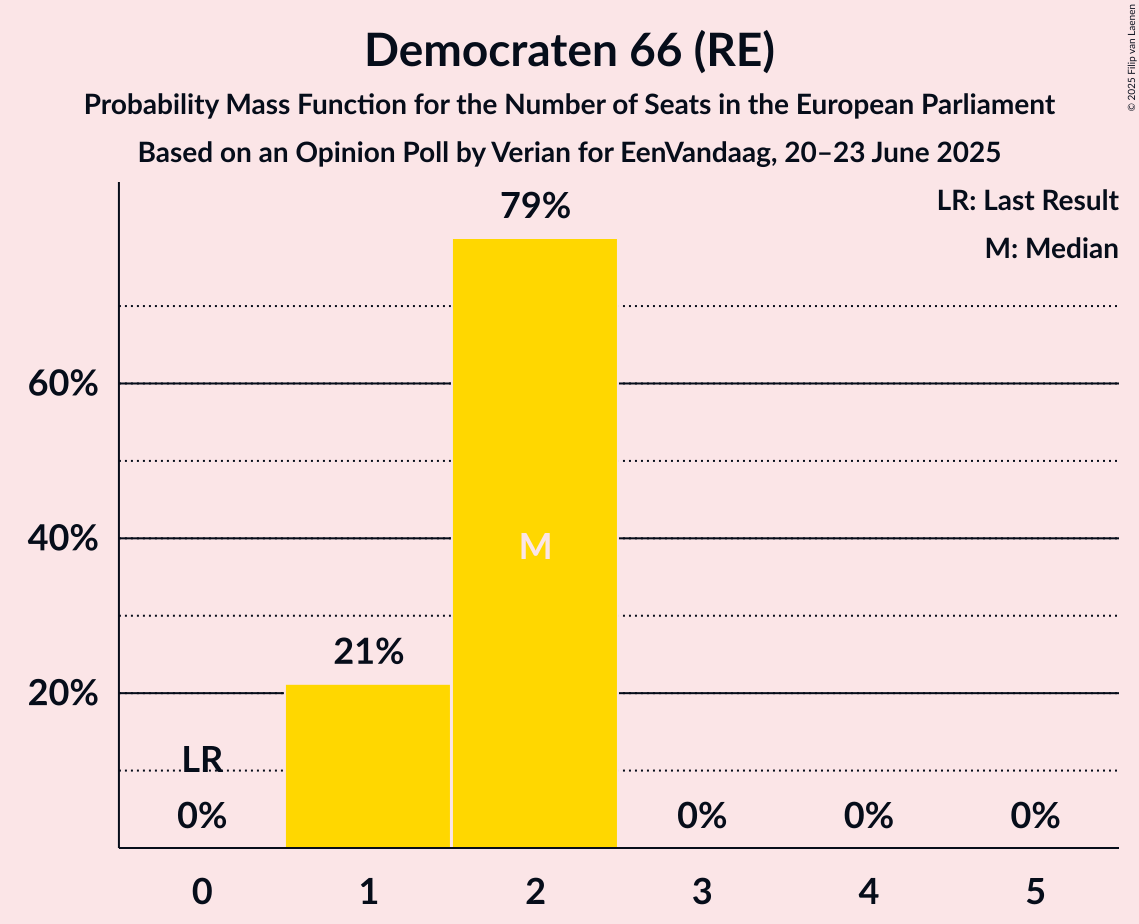 Democraten 66 (RE)
Probability Mass Function for the Number of Seats in the European Parliament
Based on an Opinion Poll by Verian for EenVandaag, 20–23 June 2025
© 2025 Filip van Laenen
LR: Last Result
M: Median
79%
60%
40%
M
21%
20%
LR
0%
0%
0%
0%
0 1 2 3 4 5